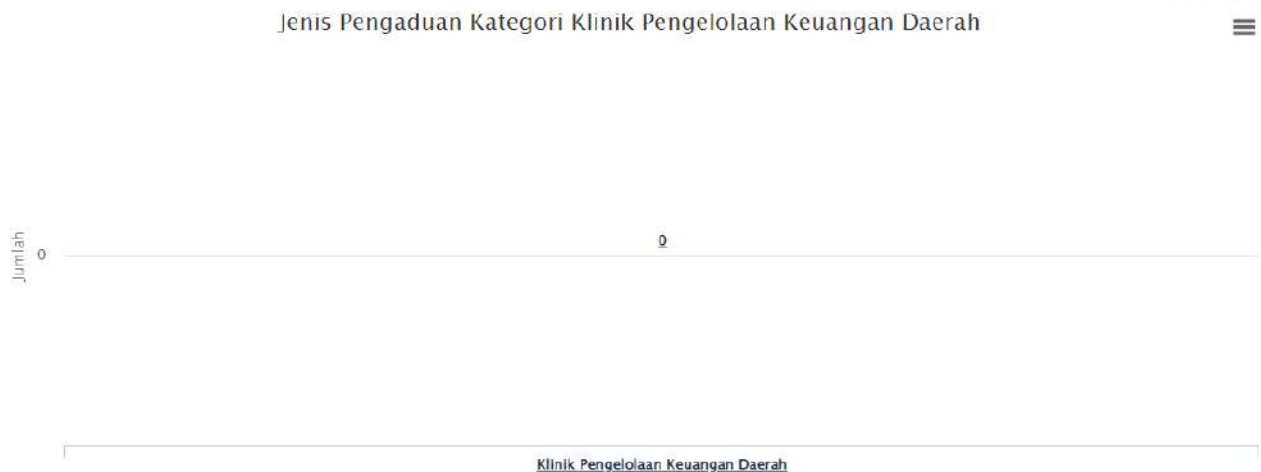 Jenis Pengaduan Kategori Klinik Pengelolaan Keuangan Daerah
Jumlah
0
0
Klinik Pengelolaan Keuangan Daerah